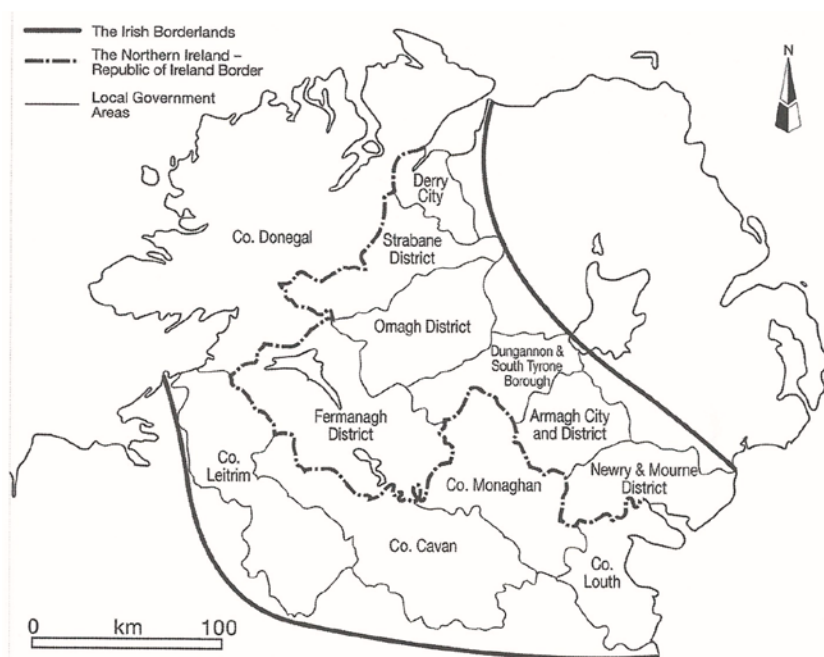 The Irish Borderlands
The Northern Ireland –
Republic of Ireland Border
Local Government
Areas
N
Derry
City
Co. Donegal
Strabane
District
Omagh District
Dungannon &
South Tyrone
Borough
Fermanagh
District
Armagh City
and District
Co.
Leitrim
Newry & Mourne
District
Co. Monaghan
Co. Cavan
Co.
Louth
0 km 100